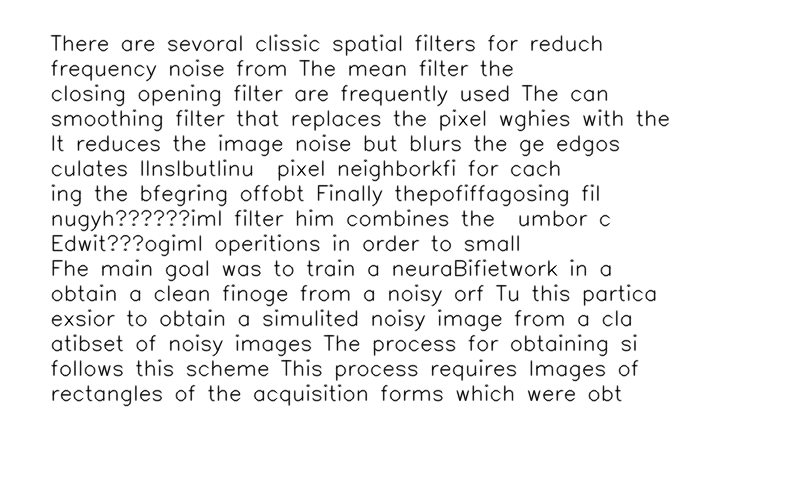 There are sevoral clissic spatial filters for reduch
frequency noise from The mean filter the
closing opening filter are frequently used The can
smoothing filter that replaces the pixel wghies with the
It reduces the image noise but blurs the ge edgos
culates IInsIbutIinu pixel neighborkfi for cach
ing the bfegring offobt Finally thepofiffagosing fil
nugyh??????iml filter him combines the umbor c
Edwit???ogiml operitions in order to small
Fhe main goal was to train a neuraBifietwork in a
obtain a clean finoge from a noisy orf Tu this partica
exsior to obtain a simulited noisy image from a cla
atibset of noisy images The process for obtaining si
follows this scheme This process requires Images of
rectangles of the acquisition forms which were obt